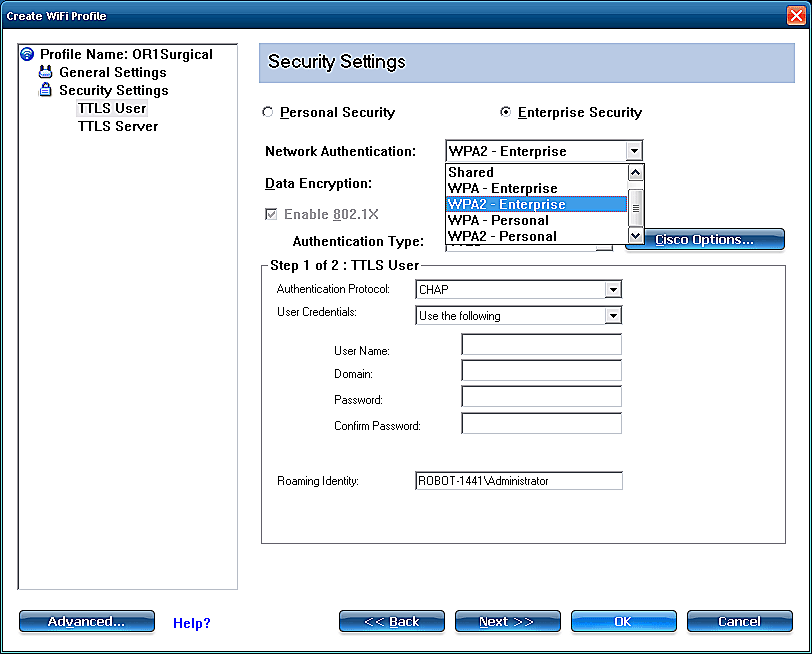 Create WiFi Profile
Profile Name: OR1Surgical
General Settings
Security Settings
TTLS User
TTLS Server
Security Settings
Personal Security
Enterprise Security
Network Authentication:
WPA2 - Enterprise
Shared
WPA - Enterprise
WPA2 - Enterprise
WPA - Personal
WPA2 - Personal
Data Encryption:
Enable 802.1X
Authentication Type:
Cisco Options...
Step 1 of 2 : TTLS User
Authentication Protocol:
CHAP
User Credentials:
Use the following
User Name:
Domain:
Password:
Confirm Password:
Roaming Identity:
ROBOT-1441\Administrator
Advanced...
Help?
<< Back
Next >>
OK
Cancel